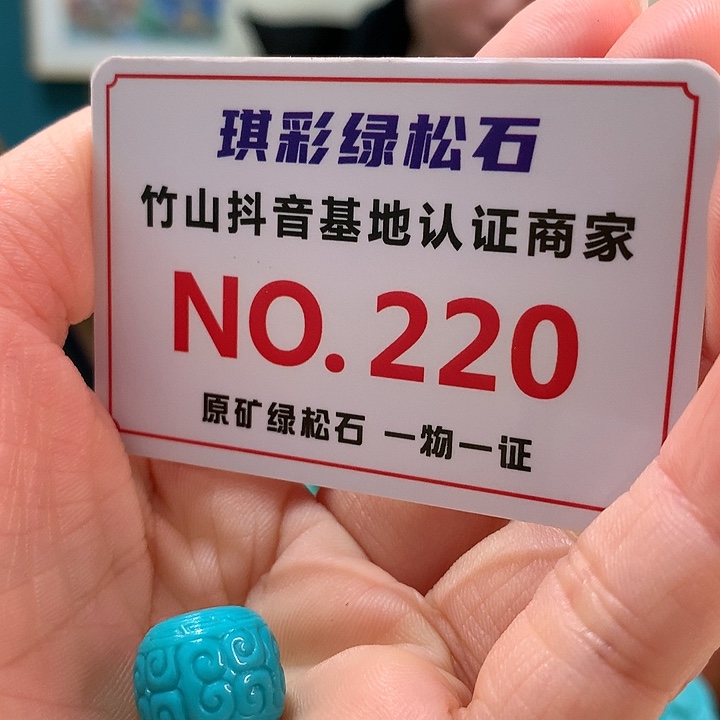 琪彩绿松石
竹山抖音基地认证商家
NO.220
原矿绿松石 一物一证